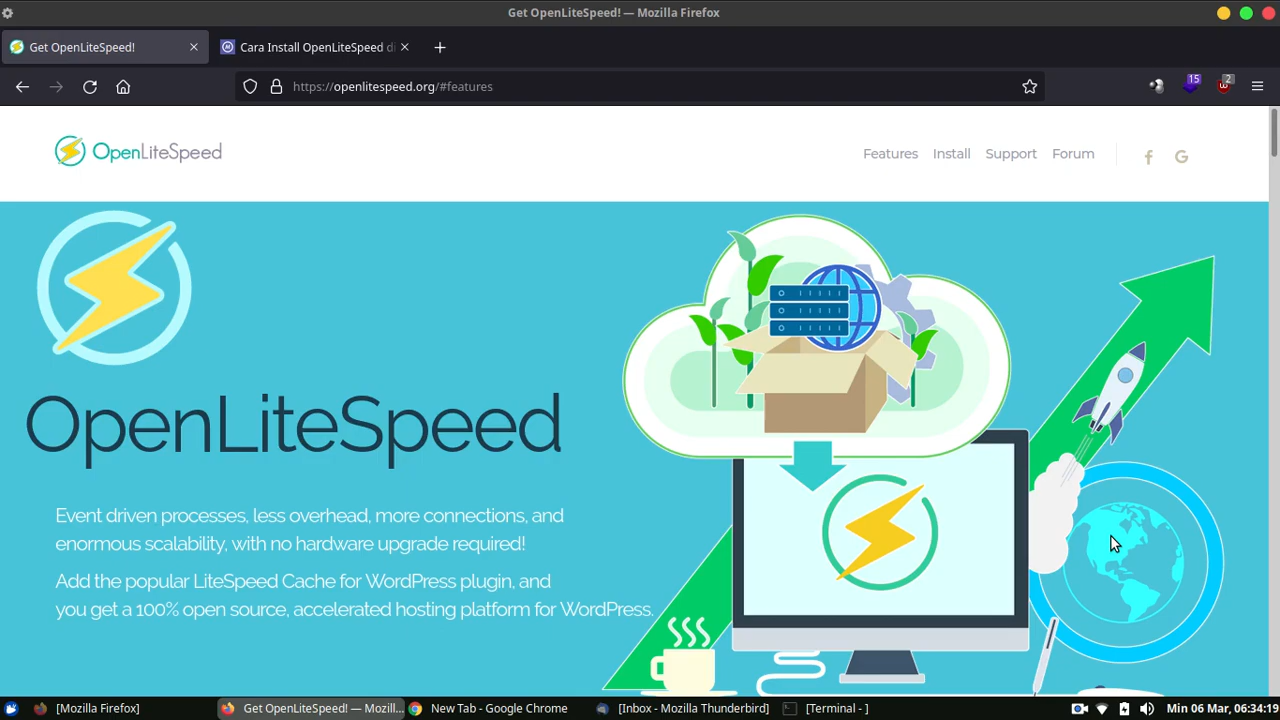 Get OpenLiteSpeed! — Mozilla Firefox
Get OpenLiteSpeed!
Cara Install OpenLiteSpeed di
https://openlitespeed.org/#features
15
2
OpenLiteSpeed
Features Install Support Forum
OpenLiteSpeed
Event driven processes, less overhead, more connections, and
enormous scalability, with no hardware upgrade required!
Add the popular LiteSpeed Cache for WordPress plugin, and
you get a 100% open source, accelerated hosting platform for WordPress.
[Mozilla Firefox]
Get OpenLiteSpeed! — Mozill...
New Tab - Google Chrome
[Inbox - Mozilla Thunderbird]
[Terminal - ]
Min 06 Mar, 06:34:19